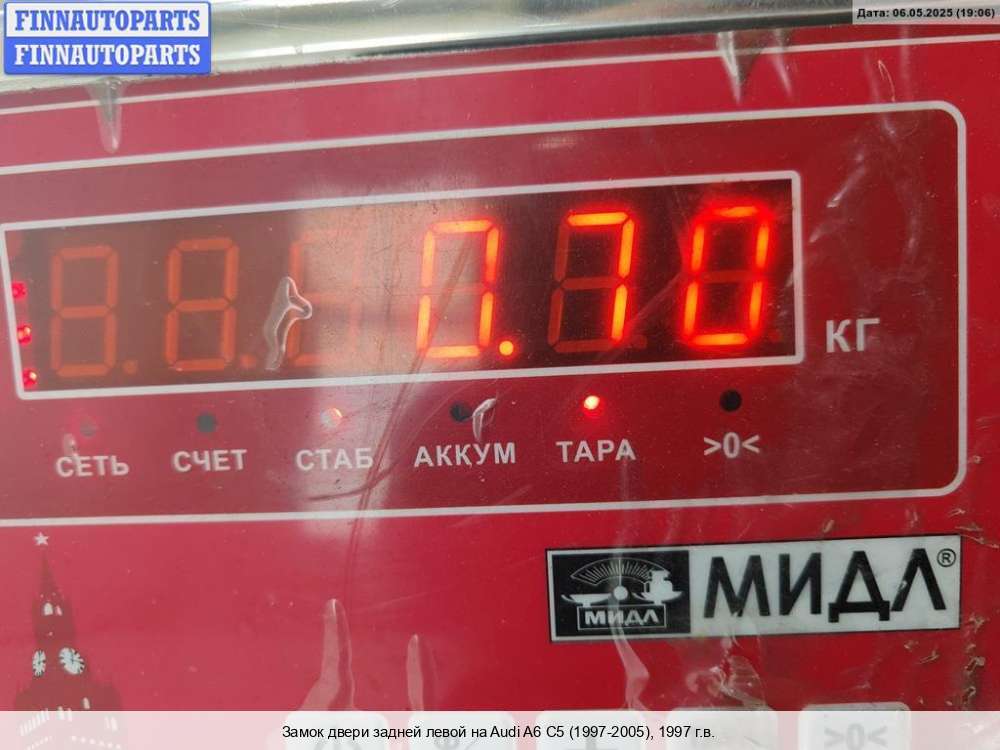 FINNAUTOPARTS
FINNAUTOPARTS
Дата: 06.05.2025 (19:06)
0.70
КГ
СЕТЬ СЧЕТ СТАБ АККУМ ТАРА >0<
МИДЛ
МИДЛ®
>0<
Замок двери задней левой на Audi A6 C5 (1997-2005), 1997 г.в.